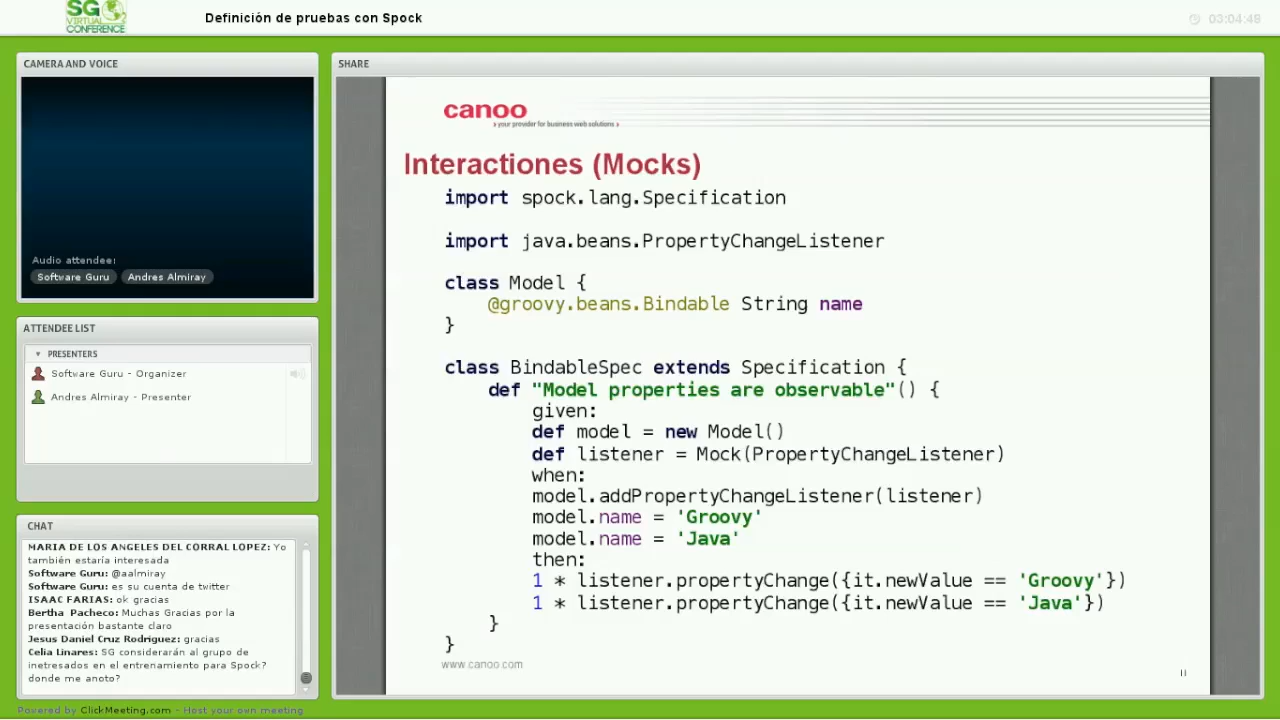 SG
VIRTUAL
CONFERENCE
Definición de pruebas con Spock
03:04:48
CAMERA AND VOICE
Audio attendee:
Software Guru
Andres Almiray
ATTENDEE LIST
PRESENTERS
Software Guru - Organizer
Andres Almiray - Presenter
CHAT
MARIA DE LOS ANGELES DEL CORRAL LOPEZ: Yo
también estaría interesada
Software Guru: @aalmiray
Software Guru: es su cuenta de twitter
ISAAC FARIAS: ok gracias
Bertha Pacheco: Muchas Gracias por la
presentación bastante claro
Jesus Daniel Cruz Rodriguez: gracias
Celia Linares: SG considerarán al grupo de
inetresados en el entrenamiento para Spock?
donde me anoto?
Powered by ClickMeeting.com - Host your own meeting
SHARE
canoo
your provider for business web solutions
Interactiones (Mocks)
import spock.lang.Specification
import java.beans.PropertyChangeListener
class Model {
@groovy.beans.Bindable String name
}
class BindableSpec extends Specification {
def "Model properties are observable"() {
given:
def model = new Model()
def listener = Mock(PropertyChangeListener)
when:
model.addPropertyChangeListener(listener)
model.name = 'Groovy'
model.name = 'Java'
then:
1 * listener.propertyChange({it.newValue == 'Groovy'})
1 * listener.propertyChange({it.newValue == 'Java'})
}
}
www.canoo.com
11